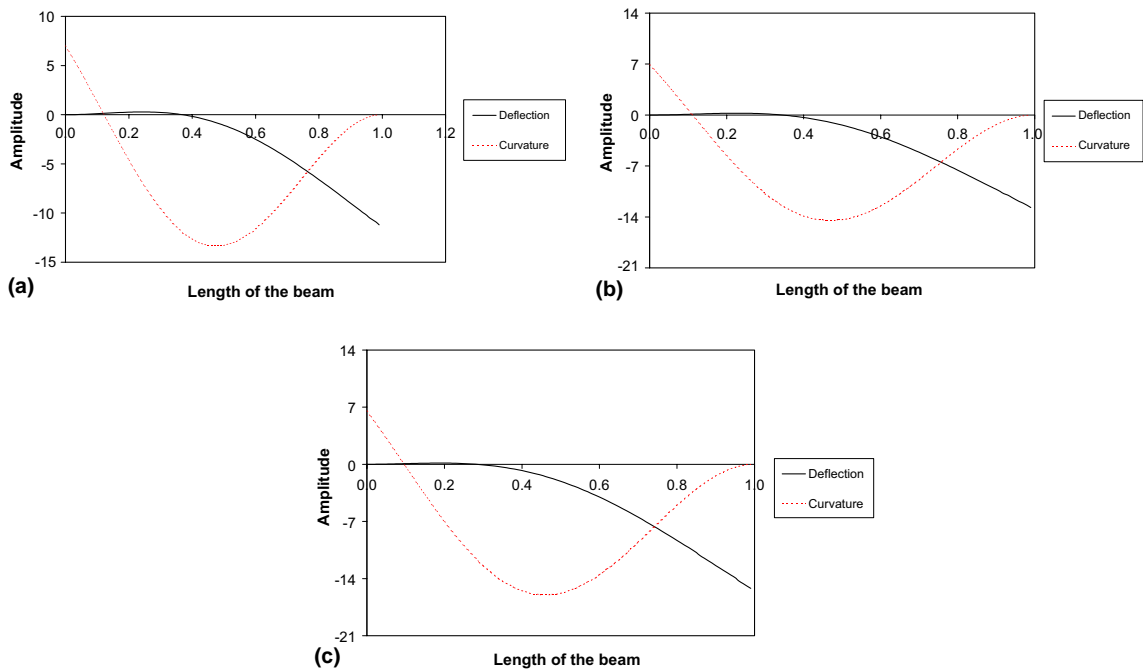 10
5
0
-5
-10
-15
0.0 0.2 0.4 0.6 0.8 1.0 1.2
Amplitude
Length of the beam
Deflection
Curvature
(a)
14
7
0
-7
-14
-21
0.0 0.2 0.4 0.6 0.8 1.0
Amplitude
Length of the beam
Deflection
Curvature
(b)
14
7
0
-7
-14
-21
0.0 0.2 0.4 0.6 0.8 1.0
Amplitude
Length of the beam
Deflection
Curvature
(c)